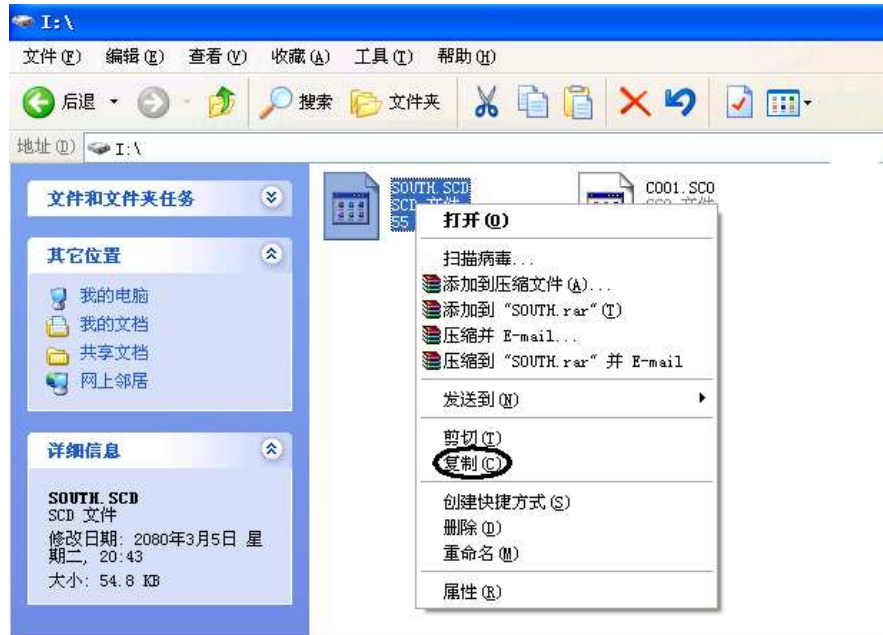 I:\
文件(F) 编辑(E) 查看(V) 收藏(A) 工具(T) 帮助(H)
后退 搜索 文件夹
地址(D) I:\
文件和文件夹任务
其它位置
我的电脑
我的文档
共享文档
网上邻居
详细信息
SOUTH.SCD
SCD 文件
修改日期: 2080年3月5日 星
期二, 20:43
大小: 54.8 KB
SOUTH.SCD
SCD 文件
55
C001.SCO
SCO 文件
打开(O)
扫描病毒...
添加到压缩文件(A)...
添加到 “SOUTH.rar“(T)
压缩并 E-mail...
压缩到 “SOUTH.rar“ 并 E-mail
发送到(N)
剪切(T)
复制(C)
创建快捷方式(S)
删除(D)
重命名(M)
属性(R)